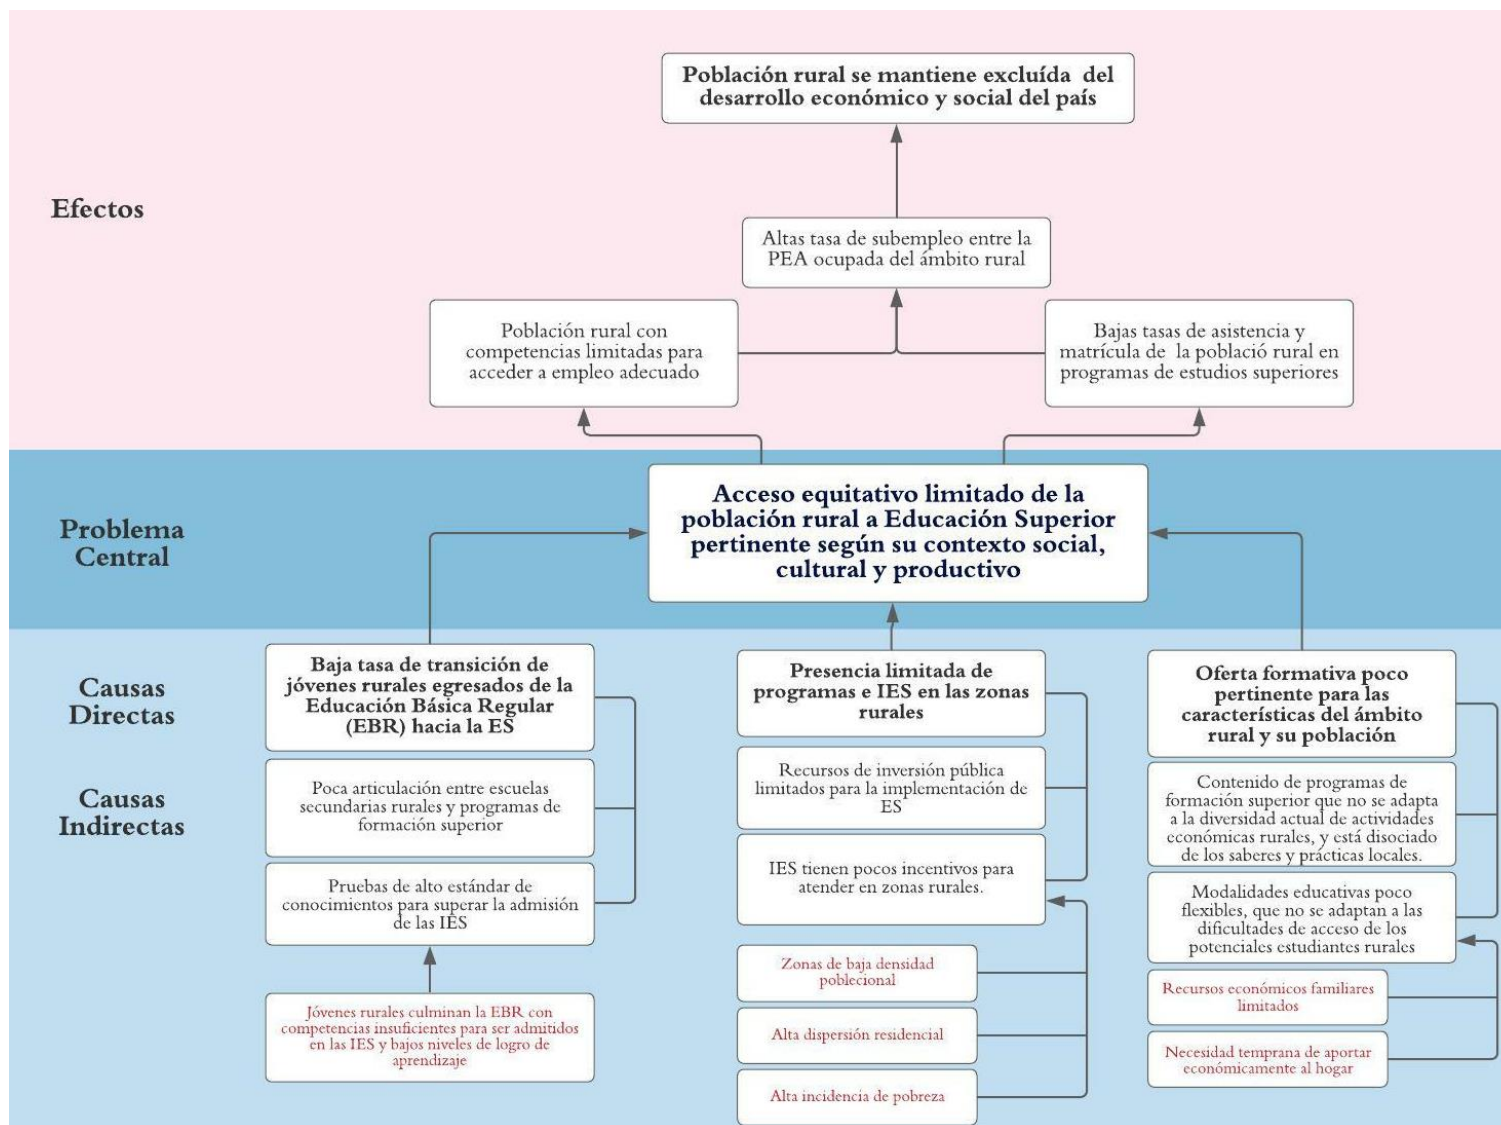 Población rural se mantiene excluída del
desarrollo económico y social del país
Efectos
Altas tasa de subempleo entre la
PEA ocupada del ámbito rural
Población rural con
competencias limitadas para
acceder a empleo adecuado
Bajas tasas de asistencia y
matrícula de la població rural en
programas de estudios superiores
Problema
Central
Acceso equitativo limitado de la
población rural a Educación Superior
pertinente según su contexto social,
cultural y productivo
Causas
Directas
Baja tasa de transición de
jóvenes rurales egresados de la
Educación Básica Regular
(EBR) hacia la ES
Presencia limitada de
programas e IES en las zonas
rurales
Oferta formativa poco
pertinente para las
características del ámbito
rural y su población
Causas
Indirectas
Poca articulación entre escuelas
secundarias rurales y programas de
formación superior
Recursos de inversión pública
limitados para la implementación de
ES
Contenido de programas de
formación superior que no se adapta
a la diversidad actual de actividades
económicas rurales, y está disociado
de los saberes y prácticas locales.
Pruebas de alto estándar de
conocimientos para superar la admisión
de las IES
IES tienen pocos incentivos para
atender en zonas rurales.
Modalidades educativas poco
flexibles, que no se adaptan a las
dificultades de acceso de los
potenciales estudiantes rurales
Jóvenes rurales culminan la EBR con
competencias insuficientes para ser admitidos
en las IES y bajos niveles de logro de
aprendizaje
Zonas de baja densidad
poblecional
Alta dispersión residencial
Alta incidencia de pobreza
Recursos económicos familiares
limitados
Necesidad temprana de aportar
económicamente al hogar